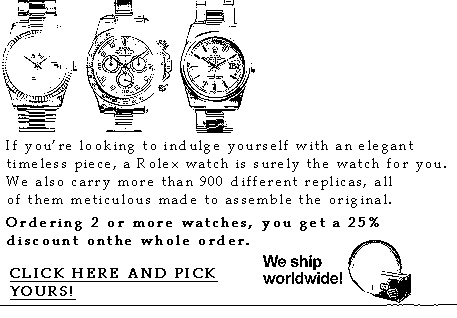 If you're looking to indulge yourself with an elegant
timeless piece, a Rolex watch is surely the watch for you.
We also carry more than 900 different replicas, all
of them meticulous made to assemble the original.
Ordering 2 or more watches, you get a 25%
discount onthe whole order.
We ship
worldwide!
CLICK HERE AND PICK
YOURS!